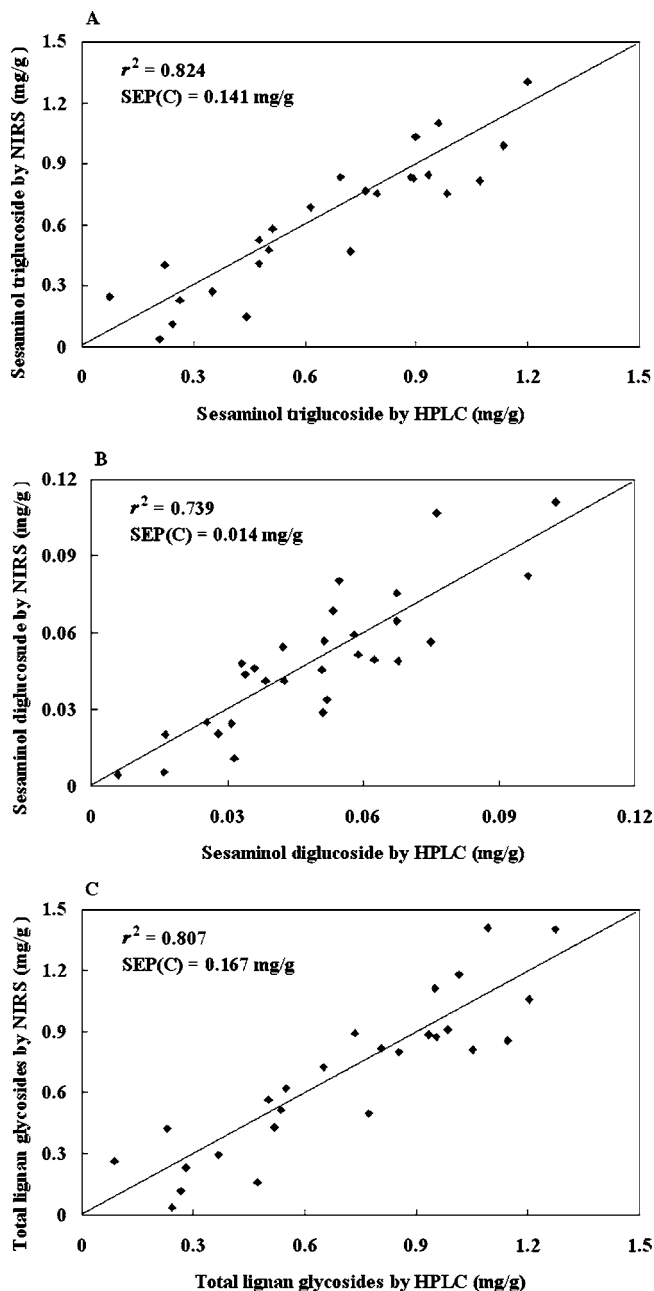 A
1.5
r² = 0.824
SEP(C) = 0.141 mg/g
1.2
0.9
0.6
0.3
0
Sesaminol triglucoside by NIRS (mg/g )
0 0.3 0.6 0.9 1.2 1.5
Sesaminol triglucoside by HPLC (mg/g)
B
0.12
r² = 0.739
SEP(C) = 0.014 mg/g
0.09
0.06
0.03
0
Sesaminol diglucosude by NIRS (mg/g )
0 0.03 0.06 0.09 0.12
Sesaminol diglucoside by HPLC (mg/g)
C
1.5
r² = 0.807
SEP(C) = 0.167 mg/g
1.2
0.9
0.6
0.3
0
Total lignan glycosides by NIRS (mg/g )
0 0.3 0.6 0.9 1.2 1.5
Total lignan glycosides by HPLC (mg/g)